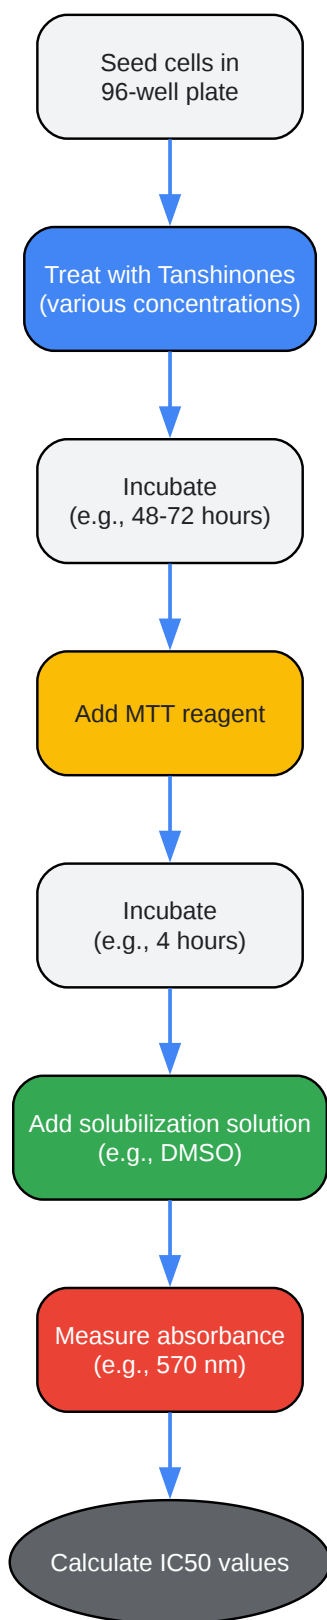 Seed cells in
96-well plate
Treat with Tanshinones
(various concentrations)
Incubate
(e.g., 48-72 hours)
Add MTT reagent
Incubate
(e.g., 4 hours)
Add solubilization solution
(e.g., DMSO)
Measure absorbance
(e.g., 570 nm)
Calculate IC50 values